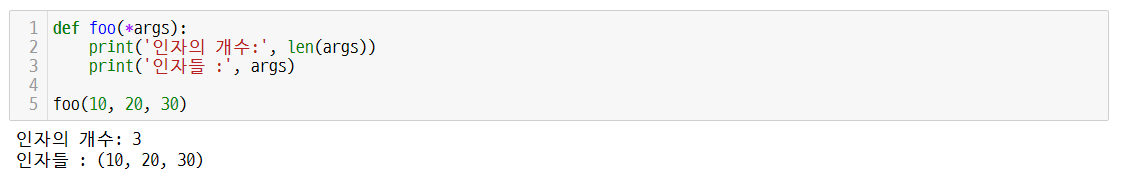 1 def foo(*args):
2     print('인자의 개수:', len(args))
3     print('인자들 :', args)
4
5 foo(10, 20, 30)
인자의 개수: 3
인자들 : (10, 20, 30)